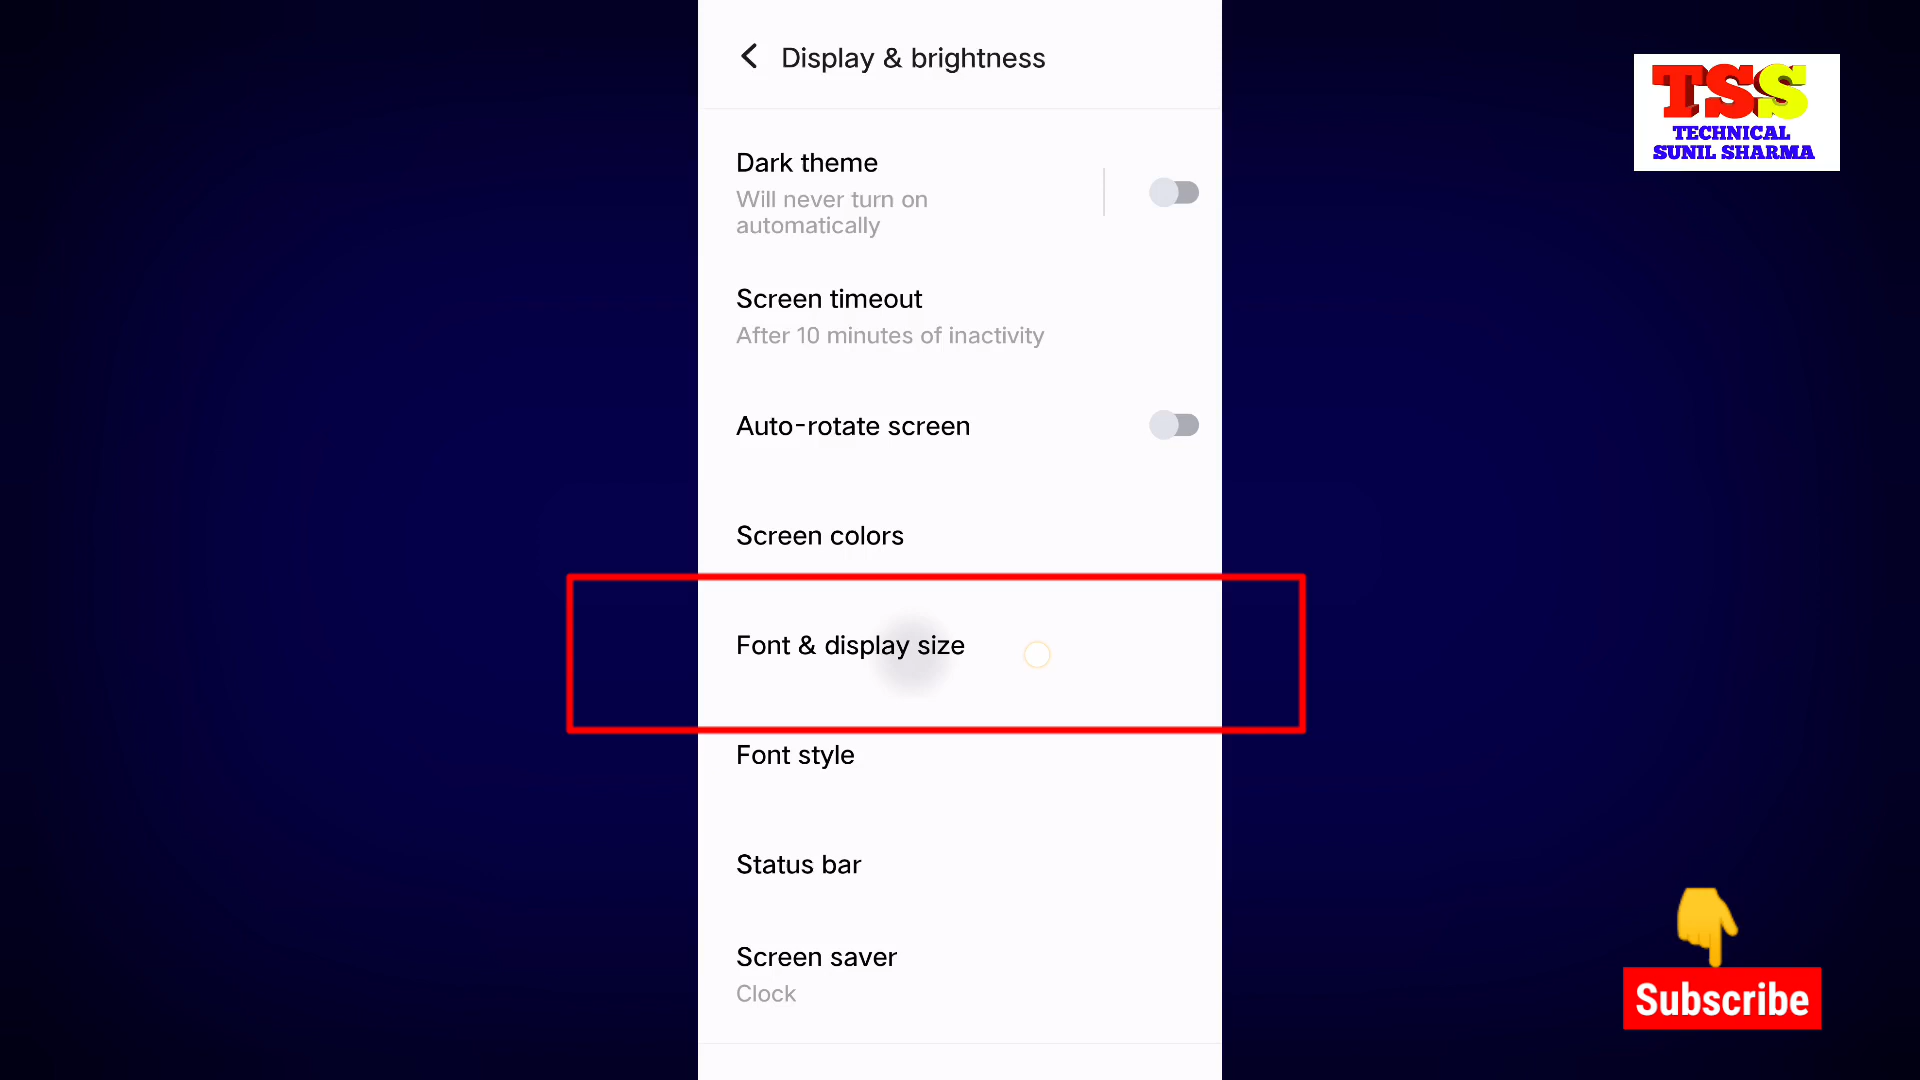 Display & brightness
TSS
TECHNICAL
SUNIL SHARMA
Dark theme
Will never turn on
automatically
Screen timeout
After 10 minutes of inactivity
Auto-rotate screen
Screen colors
Font & display size
Font style
Status bar
Screen saver
Clock
Subscribe